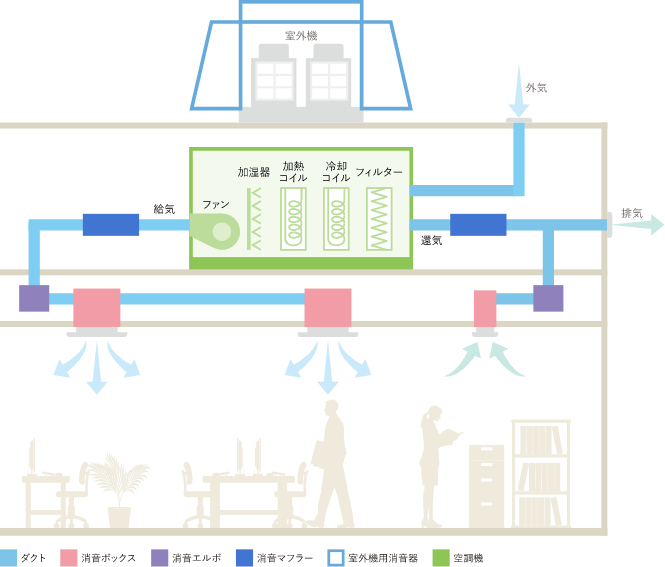 室外機
外気
加湿器
加熱
コイル
冷却
コイル
フィルター
ファン
給気
還気
排気
ダクト
消音ボックス
消音エルボ
消音マフラー
室外機用消音器
空調機